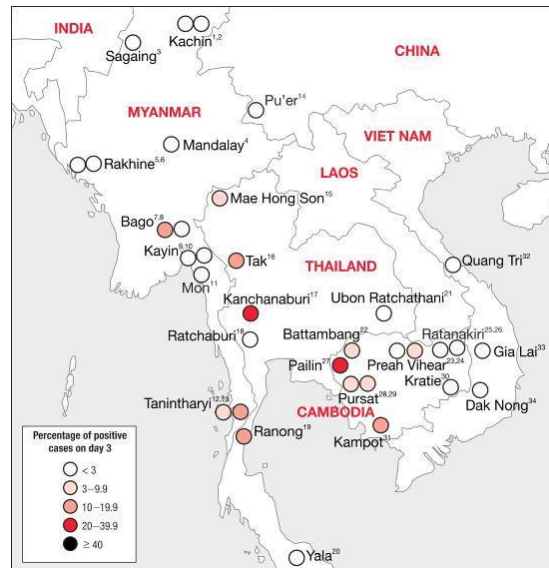 INDIA
Kachin1,2
Sagaing3
CHINA
Pu'er14
MYANMAR
VIET NAM
Mandalay4
Rakhine5,6
LAOS
Mae Hong Son15
Bago7,8
Kayin9,10
Tak16
Quang Tri32
THAILAND
Mon11
Kanchanaburi17
Ubon Ratchathani21
Ratchaburi18
Battambang22
Ratanakiri25,26
Gia Lai33
Pailin27
Preah Vihear23,24
Kratie30
Pursat28,29
Dak Nong34
Tanintharyi12,13
CAMBODIA
Ranong19
Kampot31
Percentage of positive
cases on day 3
< 3
3–9.9
10–19.9
20–39.9
≥ 40
Yala20